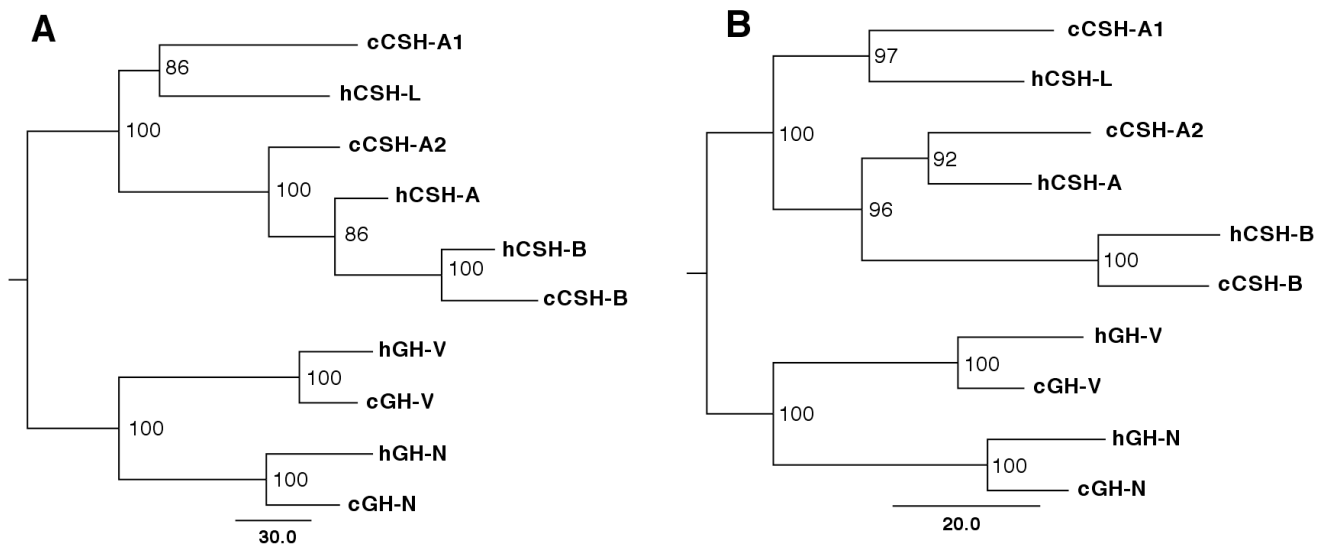 A
cCSH-A1
86
hCSH-L
100
cCSH-A2
100
hCSH-A
86
hCSH-B
100
cCSH-B
hGH-V
100
cGH-V
100
hGH-N
100
cGH-N
30.0
B
cCSH-A1
97
hCSH-L
100
cCSH-A2
92
hCSH-A
96
hCSH-B
100
cCSH-B
hGH-V
100
cGH-V
100
hGH-N
100
cGH-N
20.0